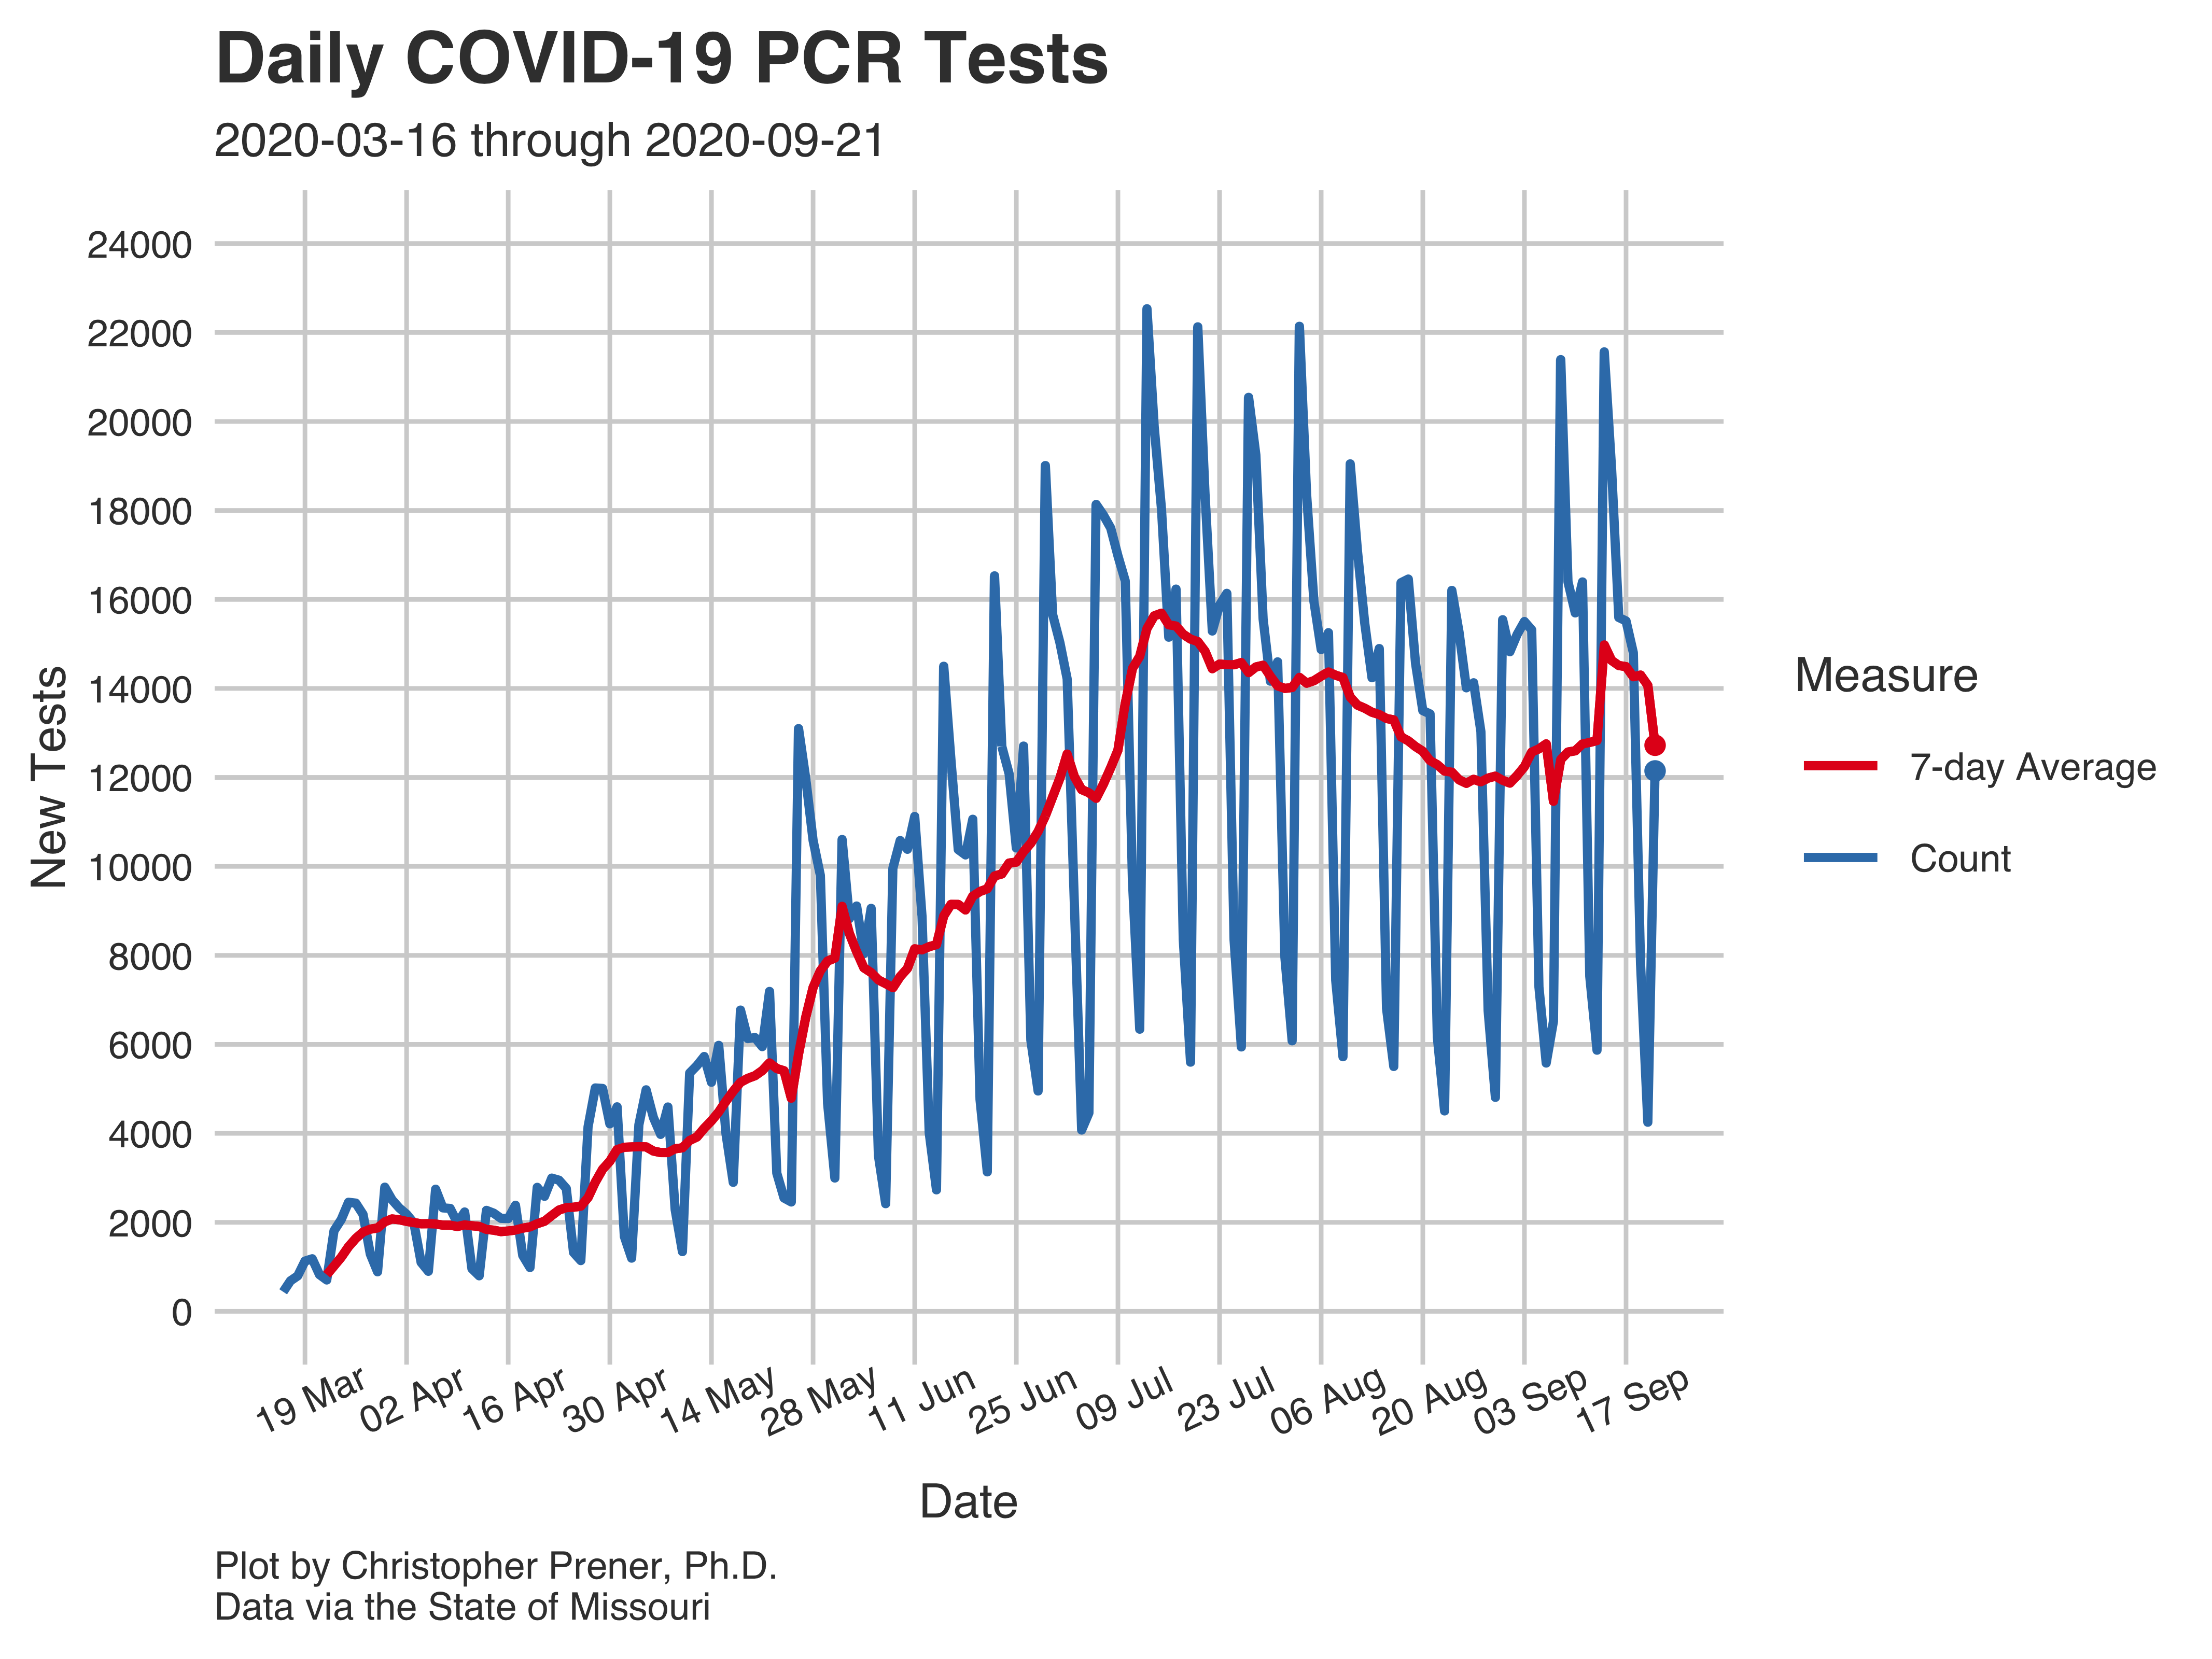 Daily COVID-19 PCR Tests
2020-03-16 through 2020-09-21
New Tests
24000
22000
20000
18000
16000
14000
12000
10000
8000
6000
4000
2000
0
19 Mar
02 Apr
16 Apr
30 Apr
14 May
28 May
11 Jun
25 Jun
09 Jul
23 Jul
06 Aug
20 Aug
03 Sep
17 Sep
Date
Measure
7-day Average
Count
Plot by Christopher Prener, Ph.D.
Data via the State of Missouri